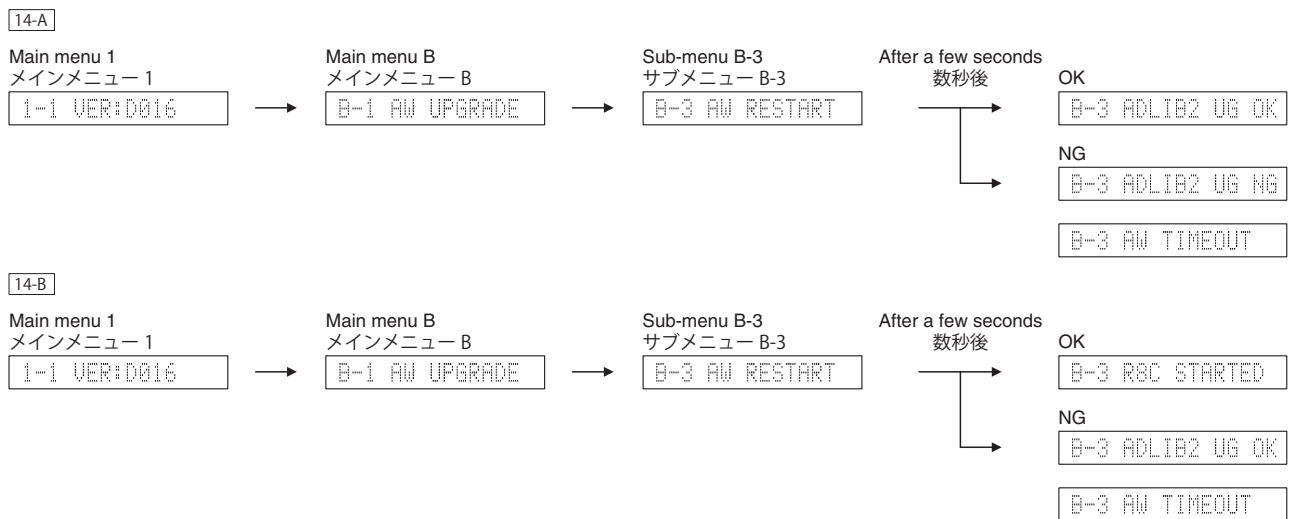 14-A
Main menu 1
メインメニュー 1
1-1 VER:D016
Main menu B
メインメニュー B
B-1 AW UPGRADE
Sub-menu B-3
サブメニュー B-3
B-3 AW RESTART
After a few seconds
数秒後
OK
B-3 ADLIB2 UG OK
NG
B-3 ADLIB2 UG NG
B-3 AW TIMEOUT
14-B
Main menu 1
メインメニュー 1
1-1 VER:D016
Main menu B
メインメニュー B
B-1 AW UPGRADE
Sub-menu B-3
サブメニュー B-3
B-3 AW RESTART
After a few seconds
数秒後
OK
B-3 R8C STARTED
NG
B-3 ADLIB2 UG OK
B-3 AW TIMEOUT